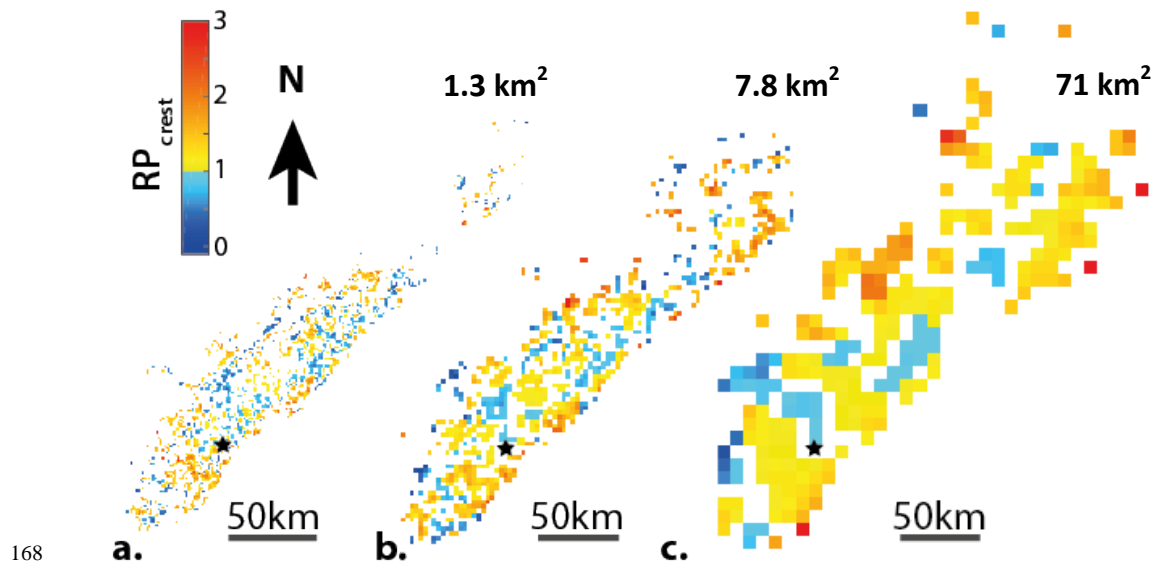 3
2
1
0
RP crest
N
1.3 km²
7.8 km²
71 km²
50km
50km
50km
168
a.
b.
c.